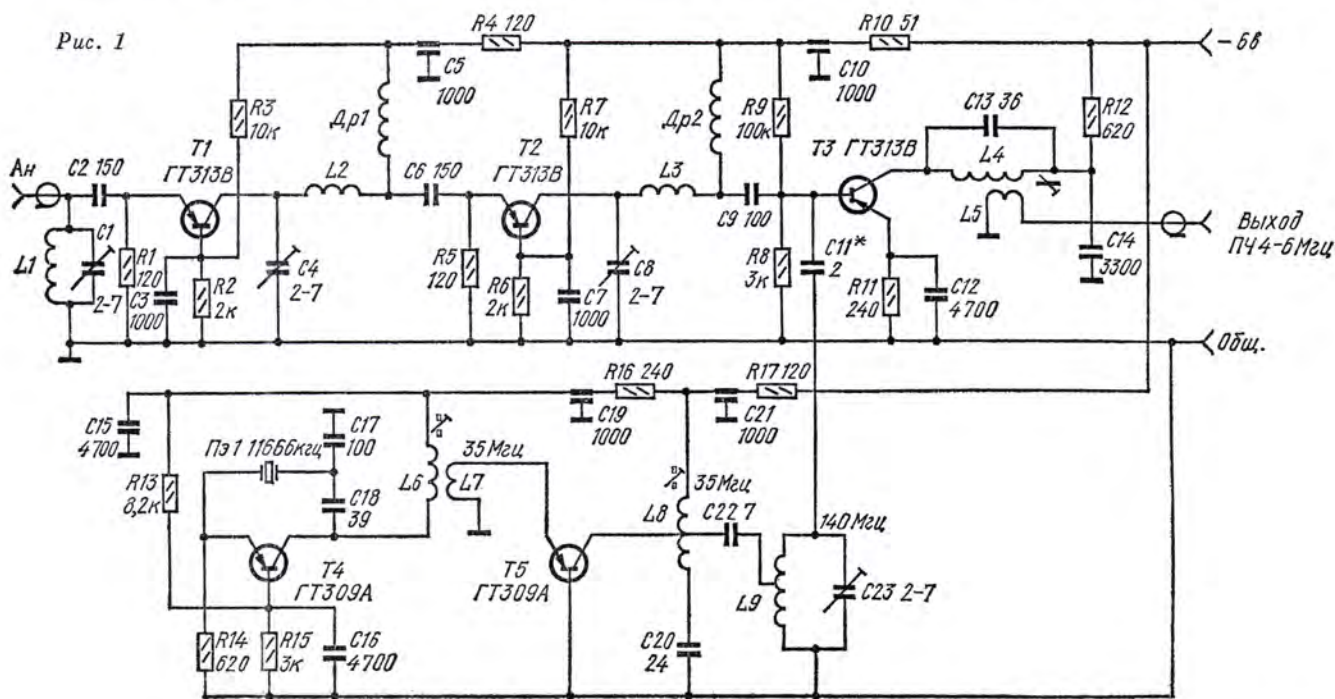 Рис. 1
R4 120
R10 51
-6в
C5
1000
C10
1000
R3
10к
Др1
R7
10к
Др2
R9
100к
C13 36
R12
620
Ан
C2 150
T1
ГТ313В
L2
C6 150
T2
ГТ313В
L3
T3 ГТ313В
L4
L5
C9 100
Выход
ПЧ 4-6 Мгц
L1
C1
2-7
R1
120
C3
1000
R2
2к
C4
2-7
R5
120
R6
2к
C7
1000
C8
2-7
R8
3к
C11*
2
R11
240
C12
4700
C14
3300
Общ.
R16 240
R17 120
C15
4700
C19
1000
C21
1000
Пэ1 11666кгц
C17
100
R13
8,2к
C18
39
L6
35 Мгц
L7
35 Мгц
L8
C22 7
140 Мгц
T4
ГТ309А
T5
ГТ309А
L9
C23 2-7
R14
620
R15
3к
C16
4700
C20
24